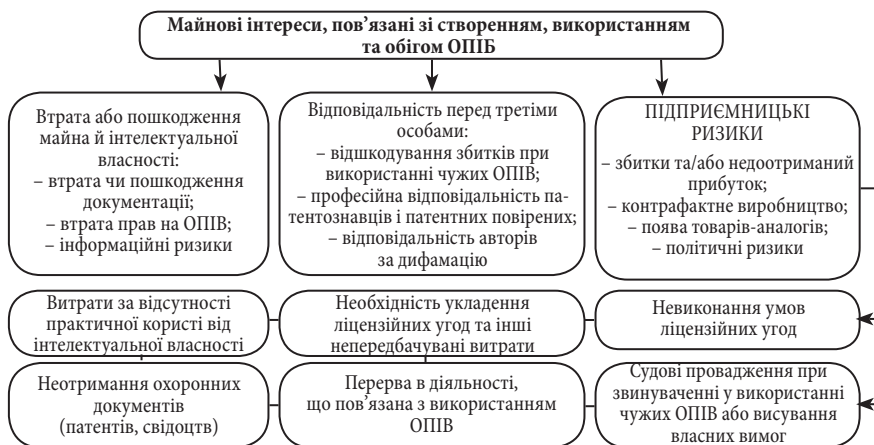 Майнові інтереси, пов’язані зі створенням, використанням
та обігом ОПІБ
Втрата або пошкодження
майна й інтелектуальної
власності:
– втрата чи пошкодження
документації;
– втрата прав на ОПІВ;
– інформаційні ризики
Відповідальність перед третіми
особами:
– відшкодування збитків при
використанні чужих ОПІВ;
– професійна відповідальність па-
тентознавців і патентних повірених;
– відповідальність авторів
за дифамацію
ПІДПРИЄМНИЦЬКІ
РИЗИКИ
– збитки та/або недоотриманий
прибуток;
– контрафактне виробництво;
– поява товарів-аналогів;
– політичні ризики
Витрати за відсутності
практичної користі від
інтелектуальної власності
Необхідність укладення
ліцензійних угод та інші
непередбачувані витрати
Невиконання умов
ліцензійних угод
Неотримання охоронних
документів
(патентів, свідоцтв)
Перерва в діяльності,
що пов’язана з використанням
ОПІВ
Судові провадження при
звинуваченні у використанні
чужих ОПІВ або висування
власних вимог